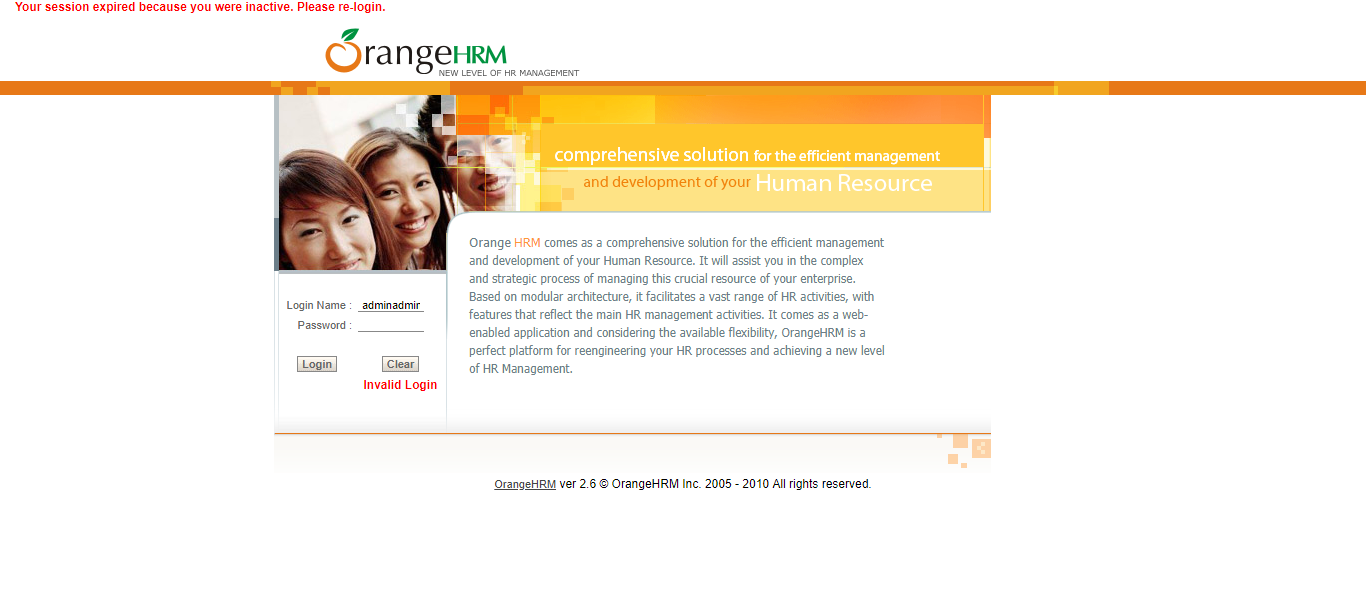 Your session expired because you were inactive. Please re-login.
OrangeHRM
NEW LEVEL OF HR MANAGEMENT
comprehensive solution for the efficient management
and development of your Human Resource
Orange HRM comes as a comprehensive solution for the efficient management
and development of your Human Resource. It will assist you in the complex
and strategic process of managing this crucial resource of your enterprise.
Based on modular architecture, it facilitates a vast range of HR activities, with
features that reflect the main HR management activities. It comes as a web-
enabled application and considering the available flexibility, OrangeHRM is a
perfect platform for reengineering your HR processes and achieving a new level
of HR Management.
Login Name : adminadmir
Password :
Login Clear
Invalid Login
OrangeHRM ver 2.6 © OrangeHRM Inc. 2005 - 2010 All rights reserved.